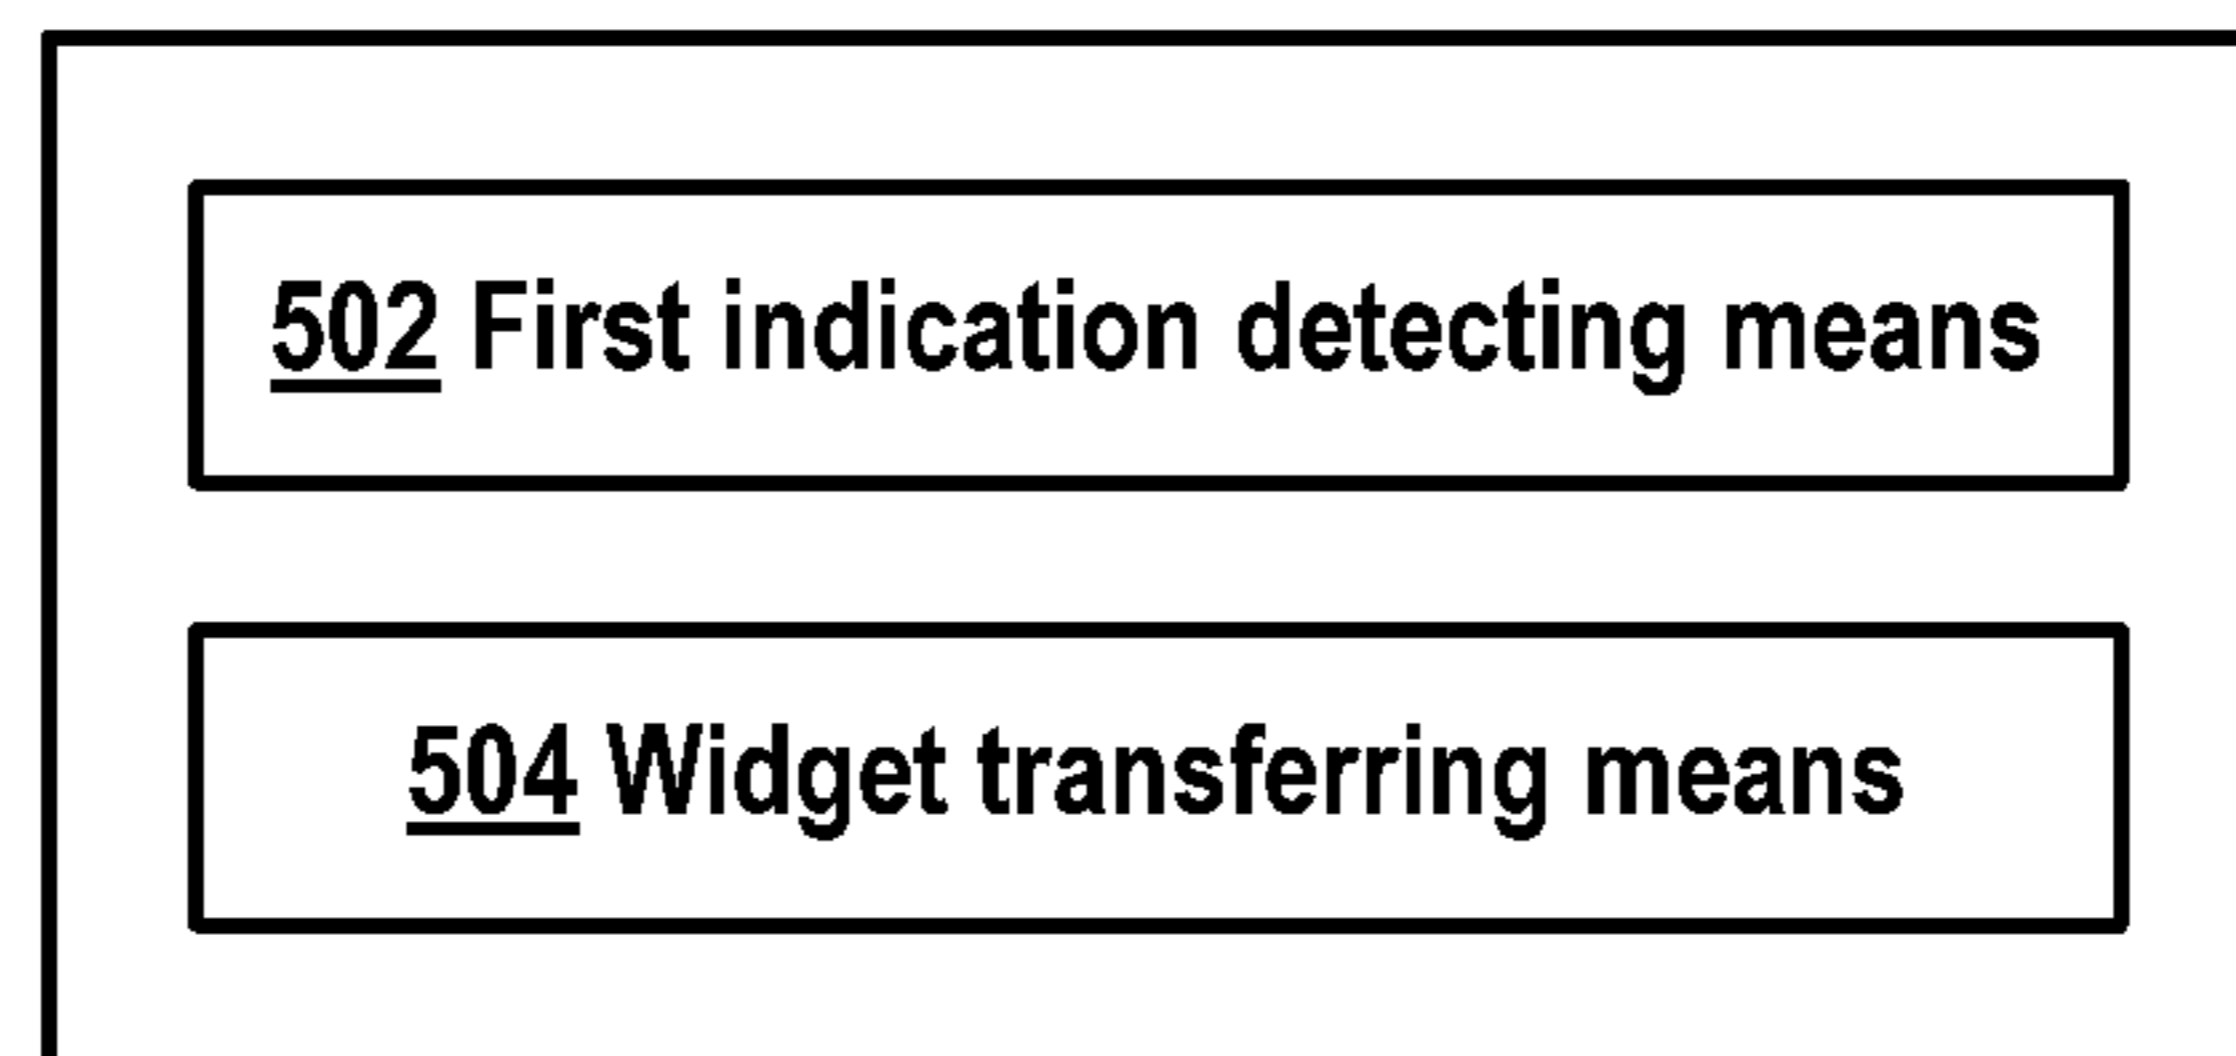 502 First indication detecting means
504 Widget transferring means